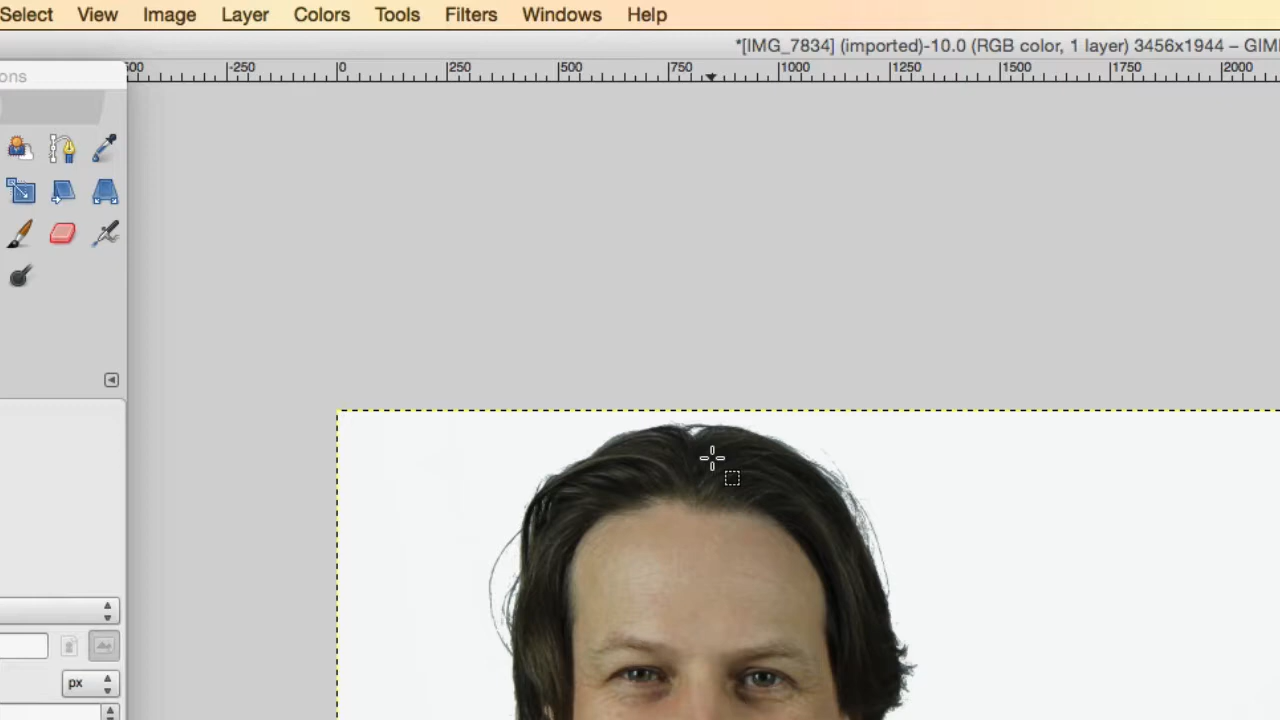 Select View Image Layer Colors Tools Filters Windows Help
*[IMG_7834] (imported)-10.0 (RGB color, 1 layer) 3456x1944 – GIM
ons
500 -250 0 250 500 750 1000 1250 1500 1750 2000
px